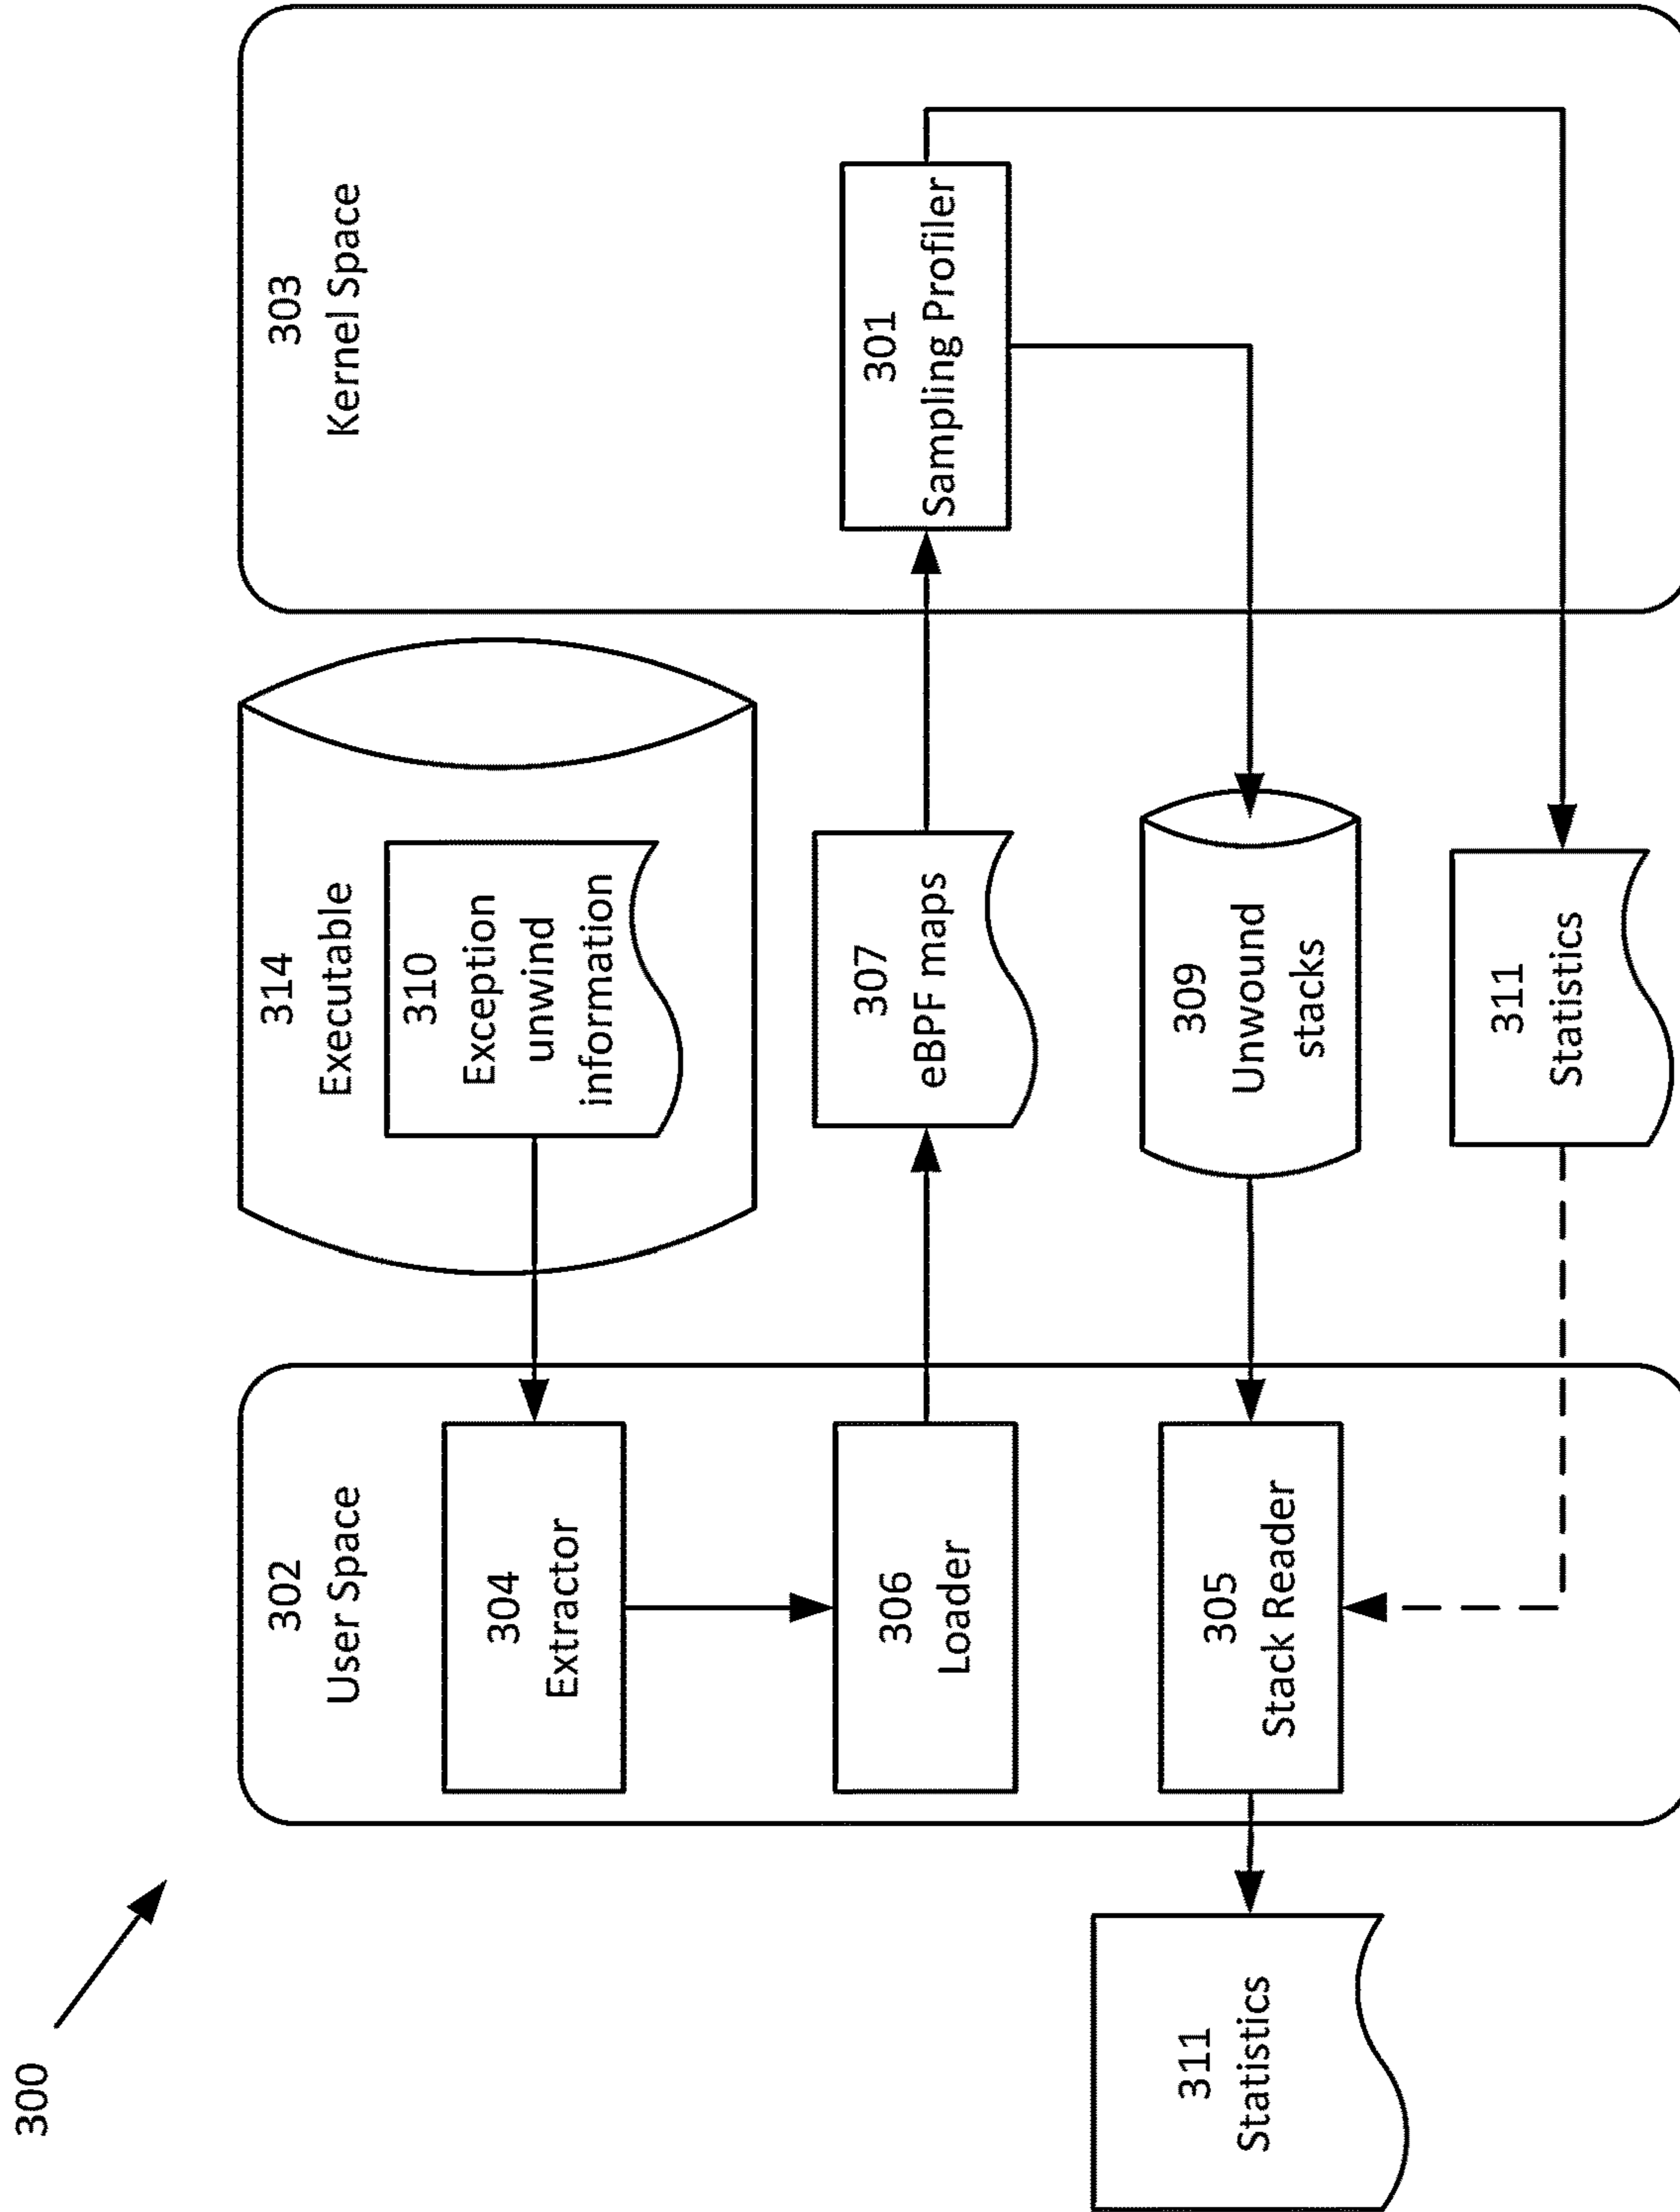 300
302
User Space
304
Extractor
306
Loader
305
Stack Reader
311
Statistics
314
Executable
310
Exception
unwind
information
307
eBPF maps
309
Unwound
stacks
311
Statistics
303
Kernel Space
301
Sampling Profiler